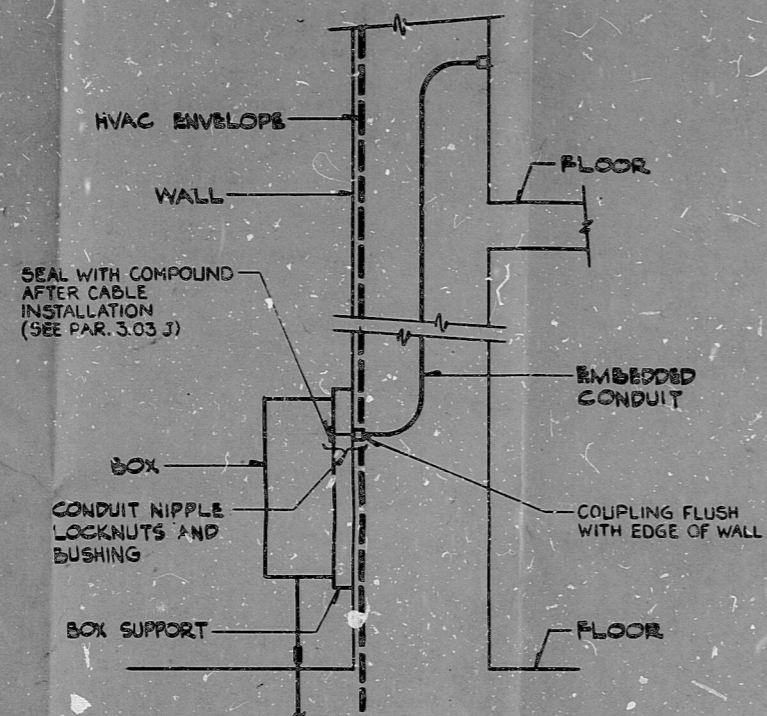 HVAC ENVELOPE
FLOOR
WALL
SEAL WITH COMPOUND
AFTER CABLE
INSTALLATION
(SEE PAR. 3.03 J)
EMBEDDED
CONDUIT
BOX
CONDUIT NIPPLE
LOCKNUTS AND
BUSHING
COUPLING FLUSH
WITH EDGE OF WALL
BOX SUPPORT
FLOOR